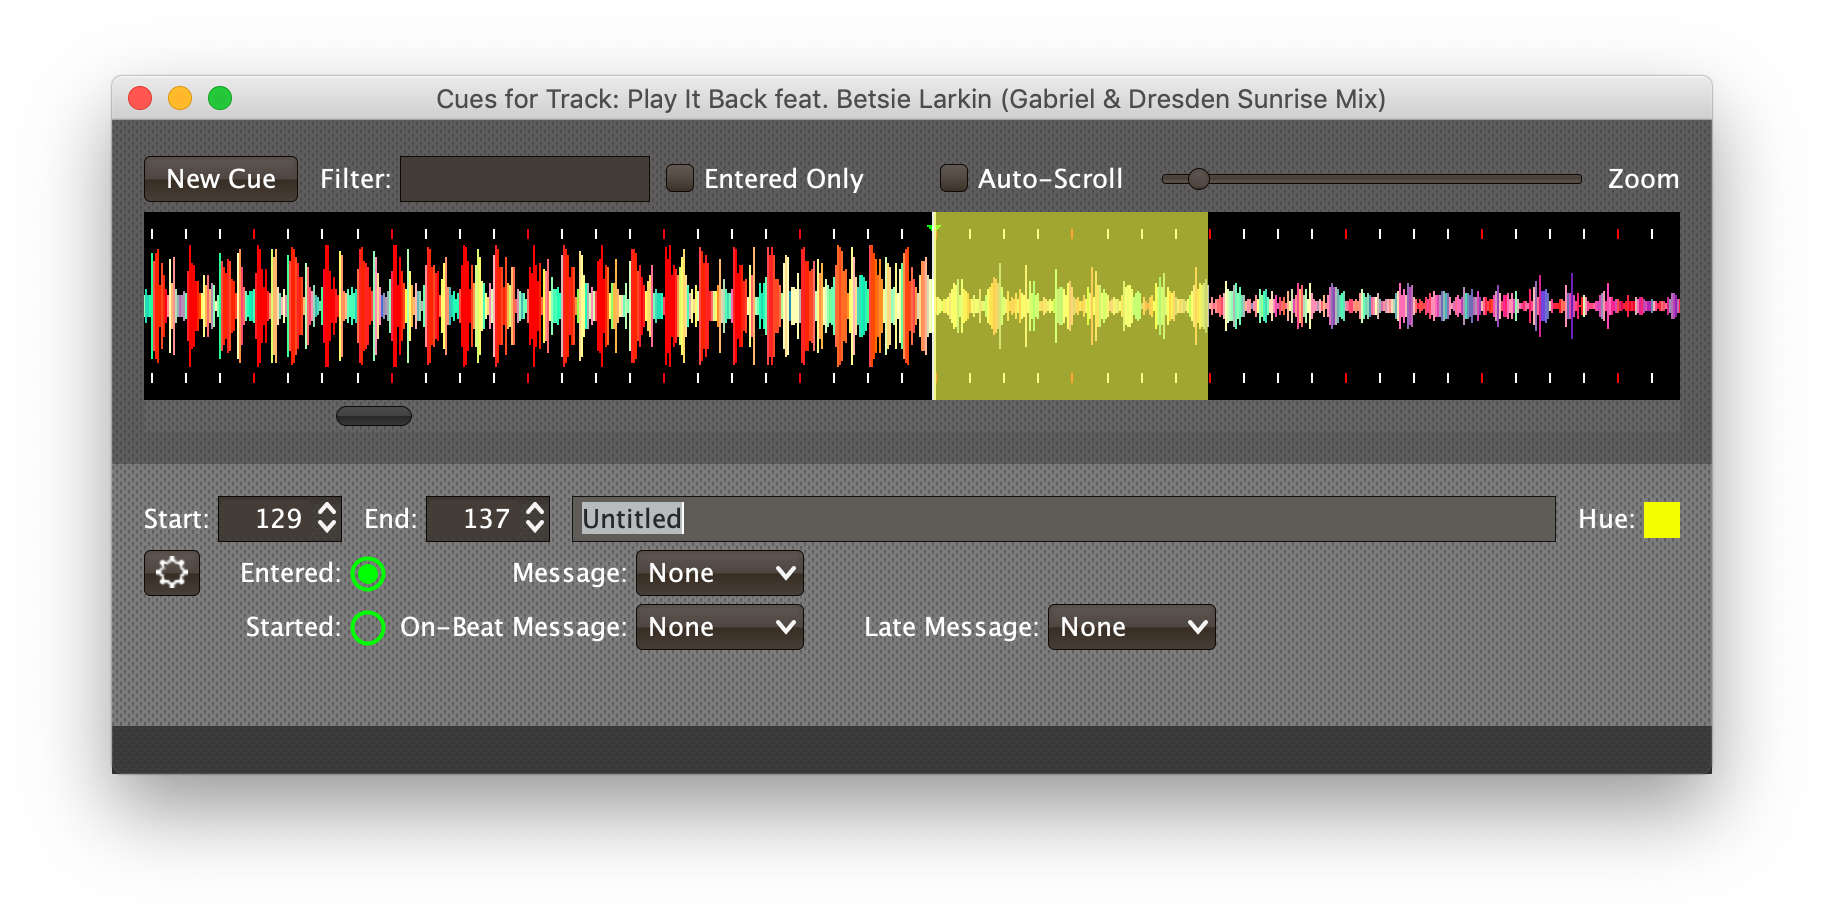 Cues for Track: Play It Back feat. Betsie Larkin (Gabriel & Dresden Sunrise Mix)
New Cue Filter: Entered Only Auto-Scroll Zoom
Start: 129 End: 137 Untitled Hue:
Entered: Message: None
Started: On-Beat Message: None Late Message: None